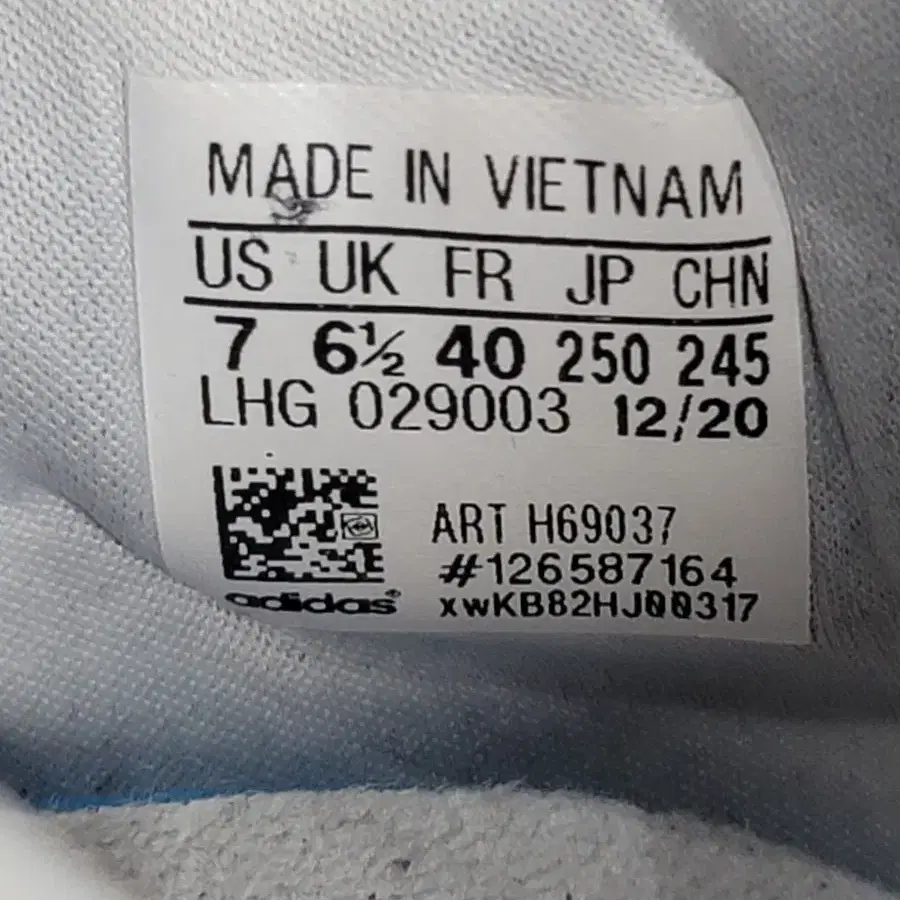 MADE IN VIETNAM
US UK FR JP CHN
7 6½ 40 250 245
LHG 029003 12/20
ART H69037
#126587164
adidas® xwKB82HJ00317